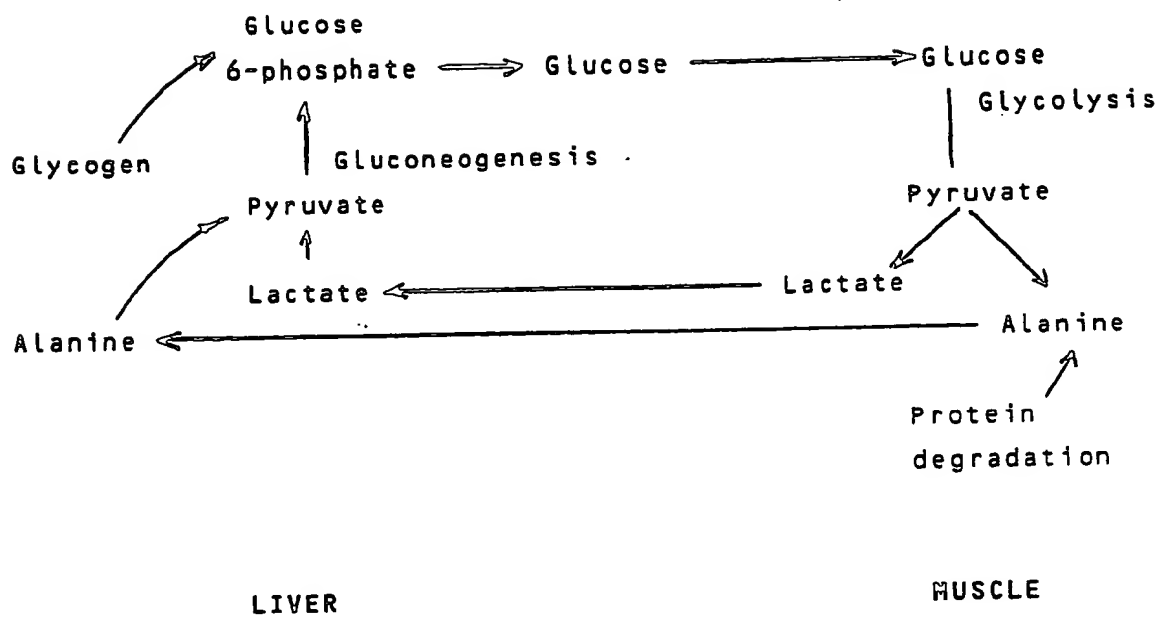 Glucose
6-phosphate
Glucose
Glucose
Glycolysis
Glycogen
Gluconeogenesis
Pyruvate
Pyruvate
Lactate
Lactate
Alanine
Alanine
Protein
degradation
LIVER
MUSCLE